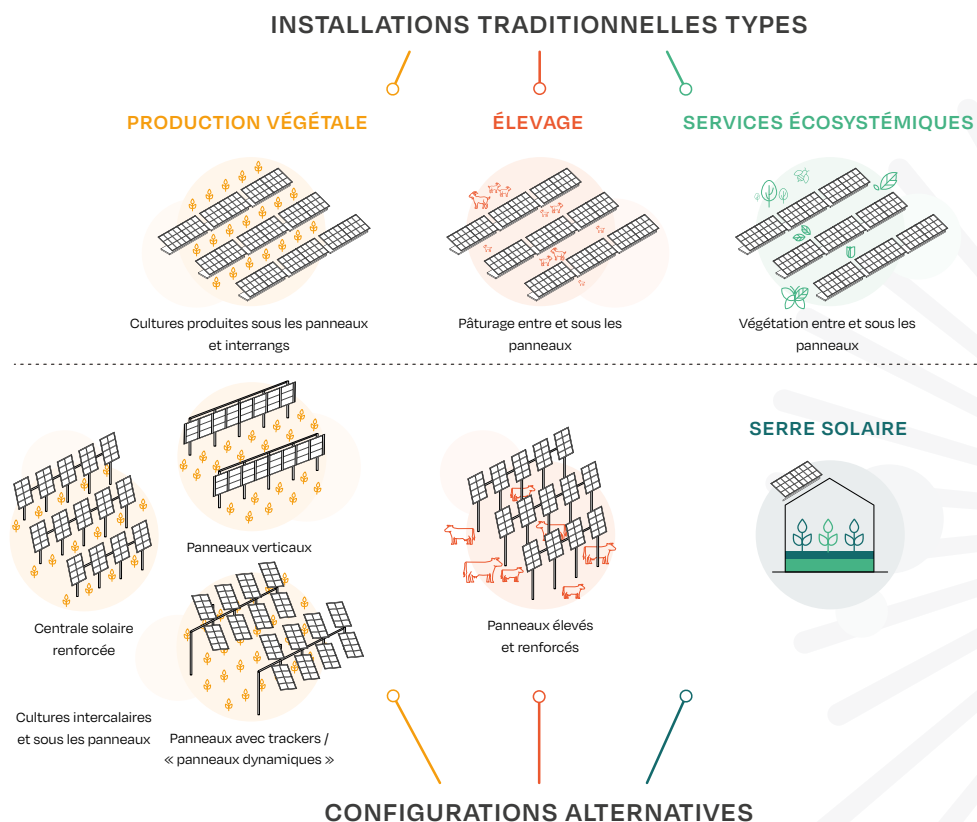 INSTALLATIONS TRADITIONNELLES TYPES
PRODUCTION VÉGÉTALE
ÉLEVAGE
SERVICES ÉCOSYSTÉMIQUES
Cultures produites sous les panneaux
et interrangs
Pâturage entre et sous les
panneaux
Végétation entre et sous les
panneaux
SERRE SOLAIRE
Panneaux verticaux
Centrale solaire
renforcée
Panneaux élevés
et renforcés
Cultures intercalaires
et sous les panneaux
Panneaux avec trackers /
« panneaux dynamiques »
CONFIGURATIONS ALTERNATIVES